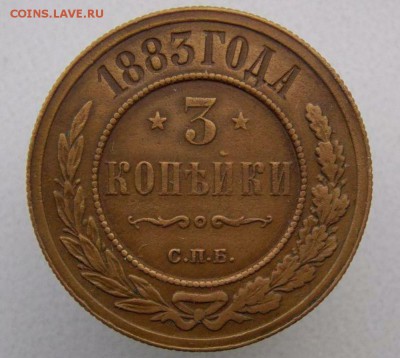 COINS.LAVE.RU
1883 ГОДА
3
КОПѢЙКИ
С.П.Б.